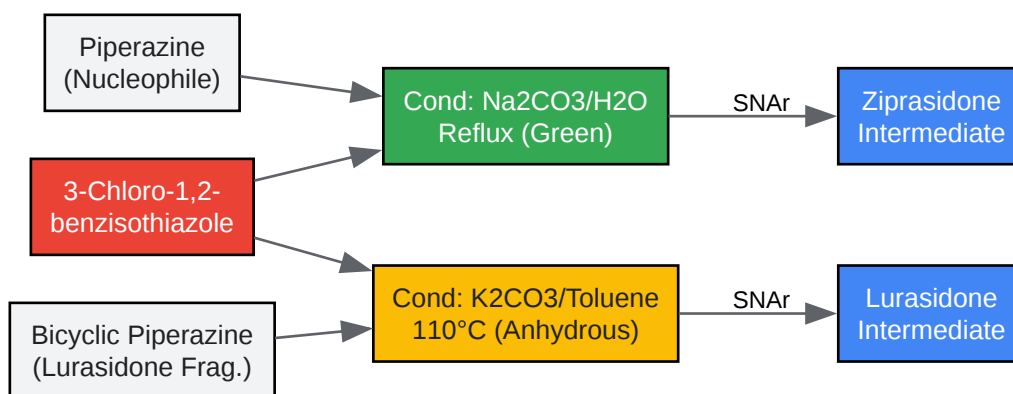 Piperazine
(Nucleophile)
Cond: Na2CO3/H2O
Reflux (Green)
SNAr
Ziprasidone
Intermediate
3-Chloro-1,2-
benzisothiazole
Cond: K2CO3/Toluene
110°C (Anhydrous)
SNAr
Lurasidone
Intermediate
Bicyclic Piperazine
(Lurasidone Frag.)